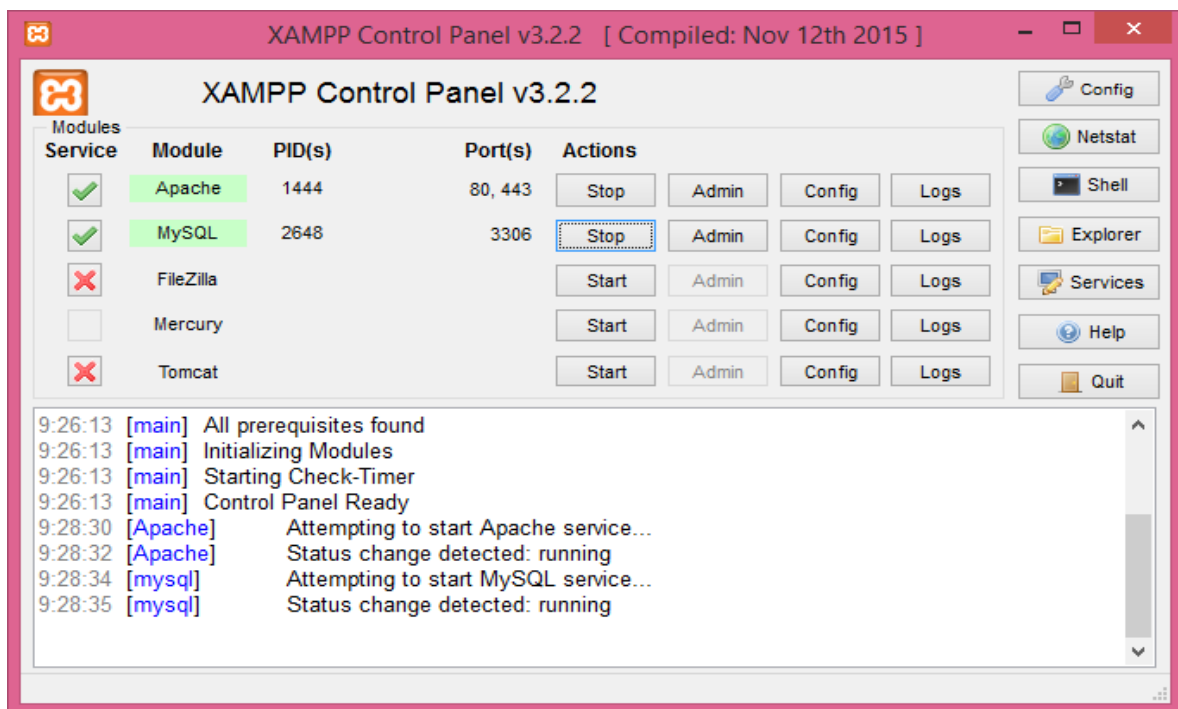 XAMPP Control Panel v3.2.2 [ Compiled: Nov 12th 2015 ]
XAMPP Control Panel v3.2.2
Config
Modules
Netstat
Service Module PID(s) Port(s) Actions
Apache 1444 80, 443 Stop Admin Config Logs
Shell
MySQL 2648 3306 Stop Admin Config Logs
Explorer
FileZilla Start Admin Config Logs
Services
Mercury Start Admin Config Logs
Help
Tomcat Start Admin Config Logs
Quit
9:26:13 [main] All prerequisites found
9:26:13 [main] Initializing Modules
9:26:13 [main] Starting Check-Timer
9:26:13 [main] Control Panel Ready
9:28:30 [Apache] Attempting to start Apache service...
9:28:32 [Apache] Status change detected: running
9:28:34 [mysql] Attempting to start MySQL service...
9:28:35 [mysql] Status change detected: running